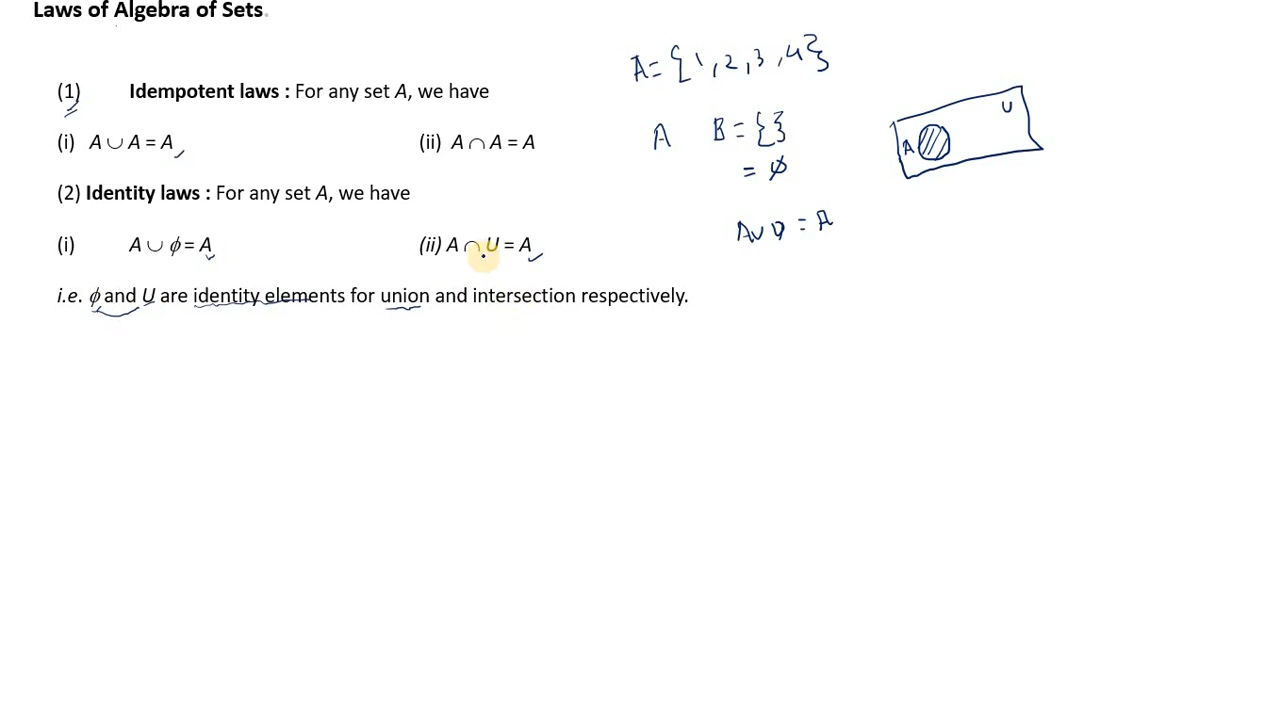 Laws of Algebra of Sets.
(1) Idempotent laws : For any set A, we have
(i) A ∪ A = A (ii) A ∩ A = A
(2) Identity laws : For any set A, we have
(i) A ∪ ϕ = A (ii) A ∩ U = A
i.e. ϕ and U are identity elements for union and intersection respectively.
A = {1, 2, 3, 4}
A B = { }
= ϕ
A ∪ ϕ = A
U
A